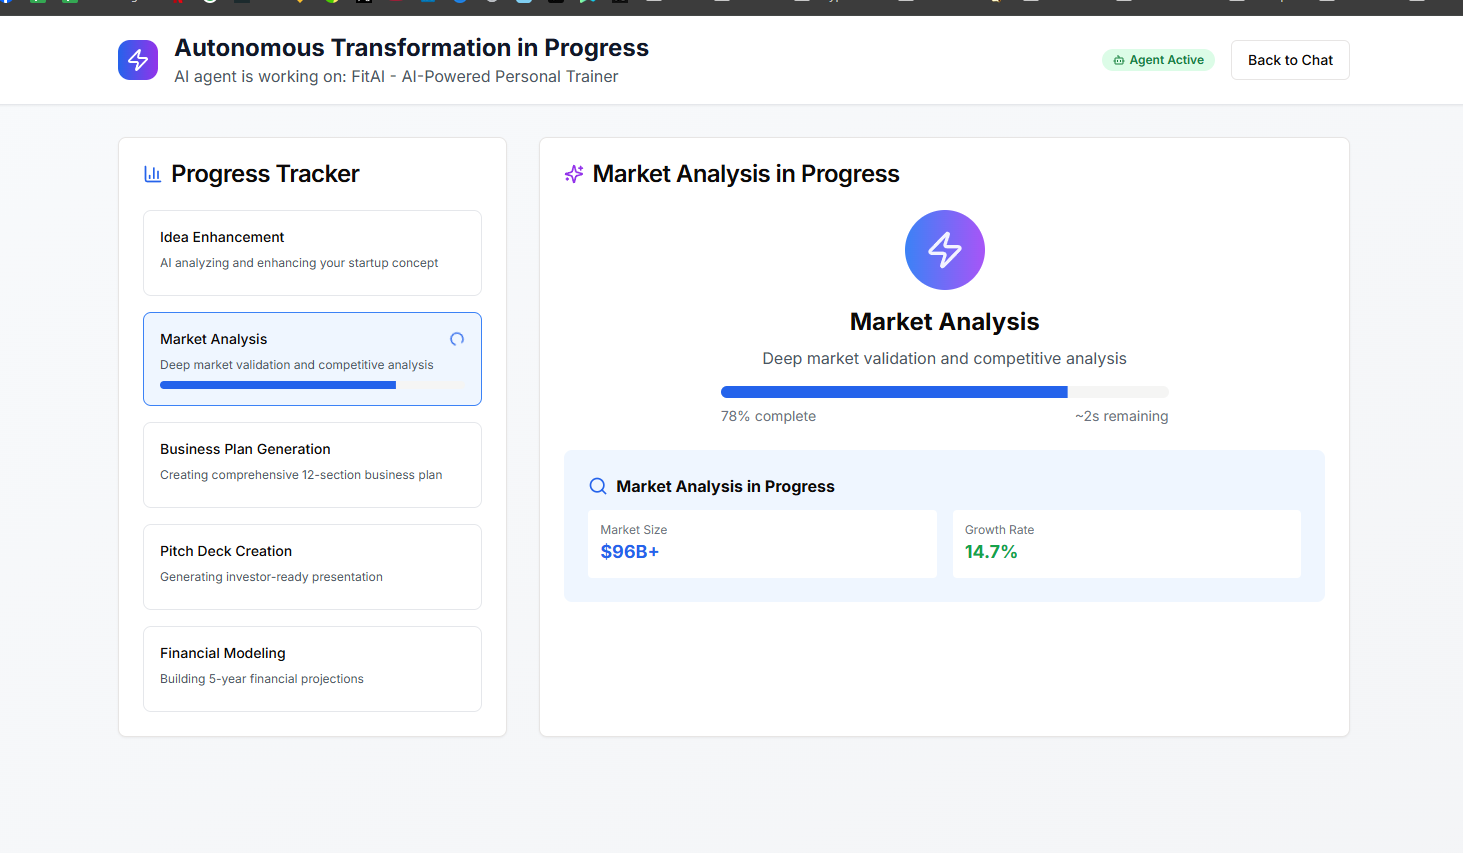 Autonomous Transformation in Progress
AI agent is working on: FitAI - AI-Powered Personal Trainer
Agent Active
Back to Chat
Progress Tracker
Idea Enhancement
AI analyzing and enhancing your startup concept
Market Analysis
Deep market validation and competitive analysis
Business Plan Generation
Creating comprehensive 12-section business plan
Pitch Deck Creation
Generating investor-ready presentation
Financial Modeling
Building 5-year financial projections
Market Analysis in Progress
Market Analysis
Deep market validation and competitive analysis
78% complete
~2s remaining
Market Analysis in Progress
Market Size
$96B+
Growth Rate
14.7%